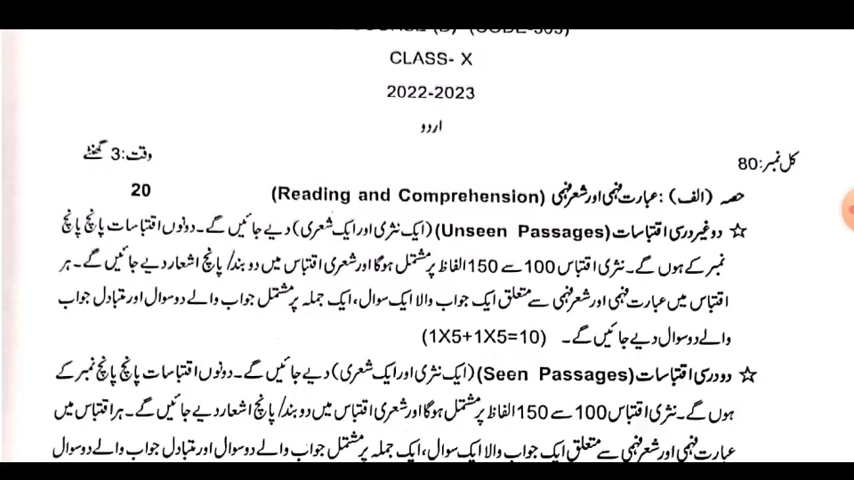 CLASS- X
2022-2023
اردو
کل نمبر:80 وقت:3 گھنٹے
حصہ (الف) : عبارت فہمی اور شعر فہمی (Reading and Comprehension) 20
☆ دو غیر درسی اقتباسات (Unseen Passages) (ایک نثری اور ایک شعری) دیے جائیں گے۔ دونوں اقتباسات پانچ پانچ
نمبر کے ہوں گے۔ نثری اقتباس 100 سے 150 الفاظ پر مشتمل ہوگا اور شعری اقتباس میں دو بند/ پانچ اشعار دیے جائیں گے۔ ہر
اقتباس میں عبارت فہمی اور شعر فہمی سے متعلق ایک جواب والا ایک سوال، ایک جملہ پر مشتمل جواب والے دو سوال اور متبادل جواب
والے دو سوال دیے جائیں گے۔ (1X5+1X5=10)
☆ دو درسی اقتباسات (Seen Passages) (ایک نثری اور ایک شعری) دیے جائیں گے۔ دونوں اقتباسات پانچ پانچ نمبر کے
ہوں گے۔ نثری اقتباس 100 سے 150 الفاظ پر مشتمل ہوگا اور شعری اقتباس میں دو بند/ پانچ اشعار دیے جائیں گے۔ ہر اقتباس میں
عبارت فہمی اور شعر فہمی سے متعلق ایک جواب والا ایک سوال، ایک جملہ پر مشتمل جواب والے دو سوال اور متبادل جواب والے دو سوال